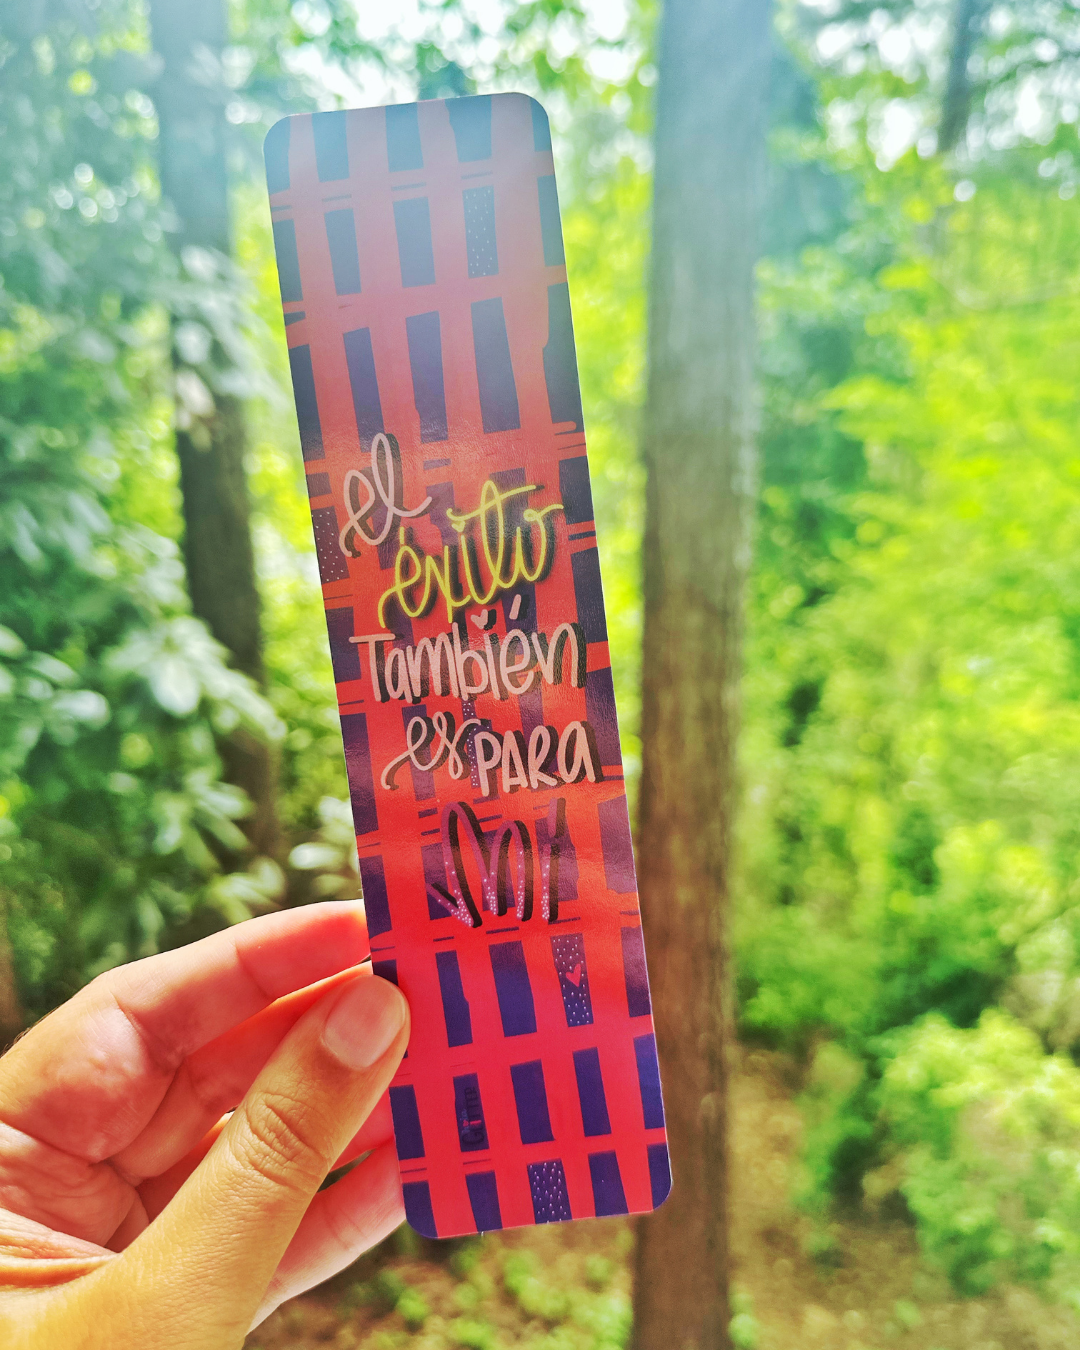 el
éxito
También
es PARA
Mí